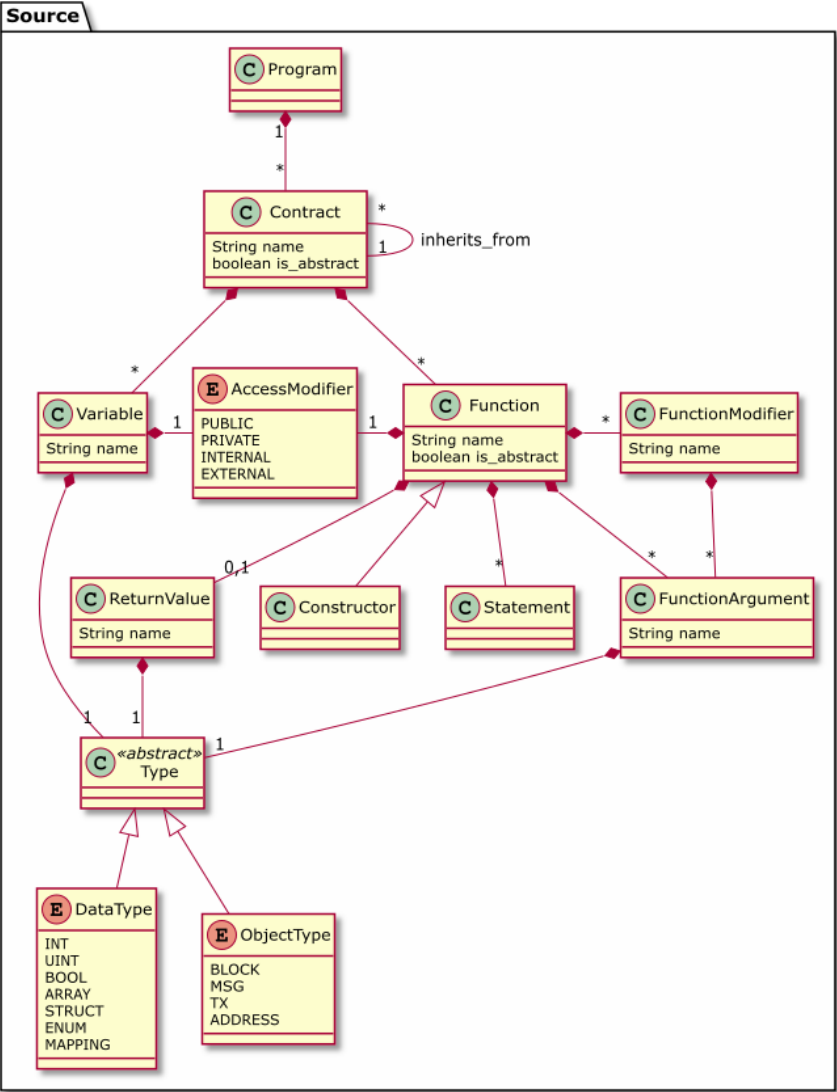 Source
C Program
1
*
C Contract
String name
boolean is_abstract
*
1
inherits_from
*
*
C Variable
String name
1
E AccessModifier
PUBLIC
PRIVATE
INTERNAL
EXTERNAL
1
C Function
String name
boolean is_abstract
*
C FunctionModifier
String name
0,1
*
*
*
C ReturnValue
String name
C Constructor
C Statement
C FunctionArgument
String name
1
1
1
C «abstract»
Type
E DataType
INT
UINT
BOOL
ARRAY
STRUCT
ENUM
MAPPING
E ObjectType
BLOCK
MSG
TX
ADDRESS